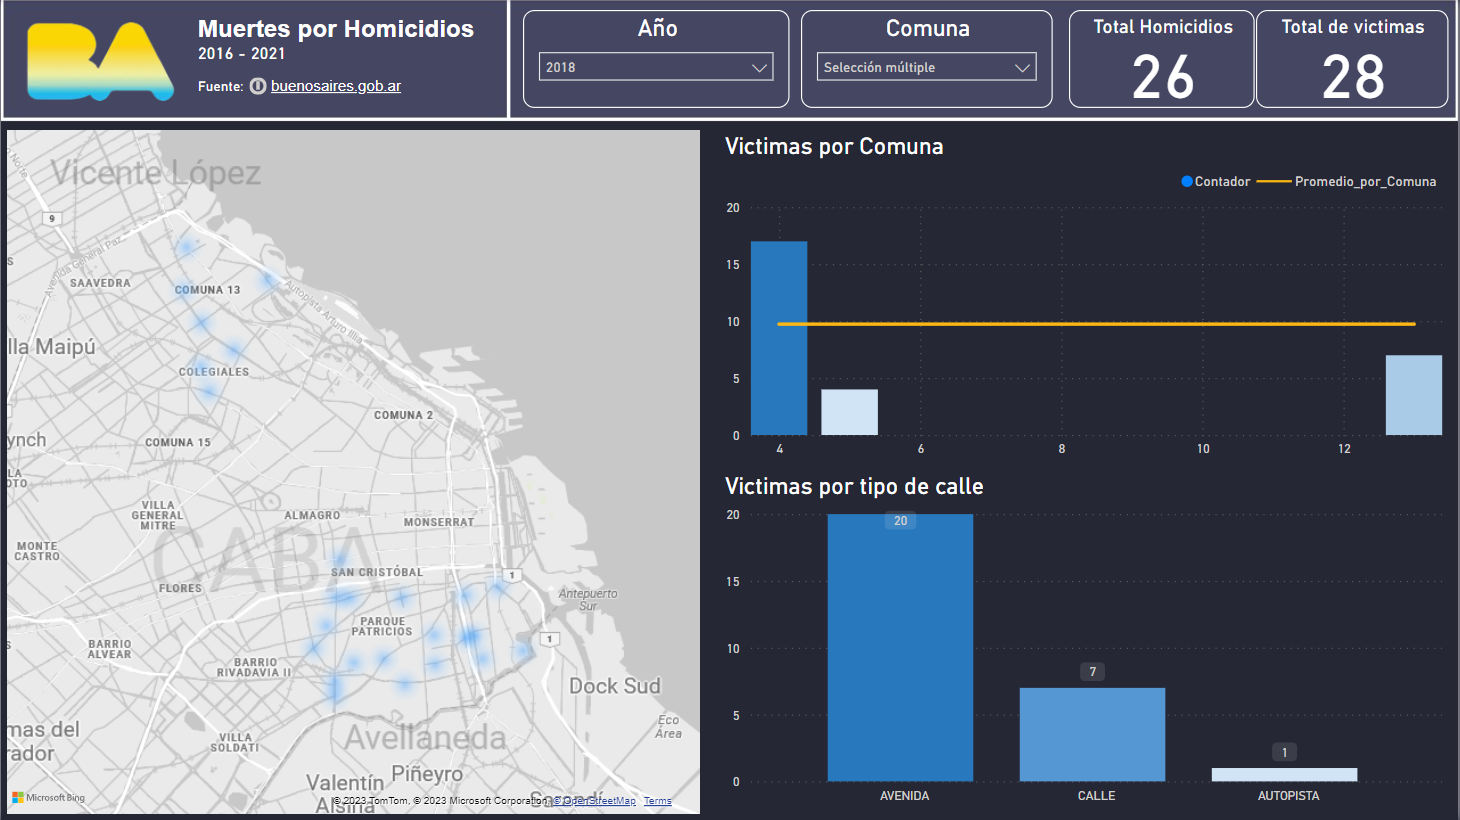 BA
Muertes por Homicidios
2016 - 2021
Fuente: buenosaires.gob.ar
Año
2018
Comuna
Selección múltiple
Total Homicidios
26
Total de victimas
28
Vicente López
9
Avenida General Paz
SAAVEDRA
COMUNA 13
Autopista Arturo Illia
lla Maipú
COLEGIALES
COMUNA 2
ynch
COMUNA 15
VILLA
GENERAL
MITRE
ALMAGRO
MONSERRAT
MONTE
CASTRO
CABA
SAN CRISTÓBAL
1
FLORES
Antepuerto
Sur
PARQUE
PATRICIOS
1
BARRIO
ALVEAR
BARRIO
RIVADAVIA II
Dock Sud
Eco
Área
mas del
rador
VILLA
SOLDATI
Avellaneda
Valentín
Alsina
Piñeyro
Sarandí
Microsoft Bing
© 2023 TomTom, © 2023 Microsoft Corporation, © OpenStreetMap Terms
Victimas por Comuna
Contador Promedio_por_Comuna
20
15
10
5
0
4 6 8 10 12
Victimas por tipo de calle
20
15
10
5
0
20
7
1
AVENIDA CALLE AUTOPISTA